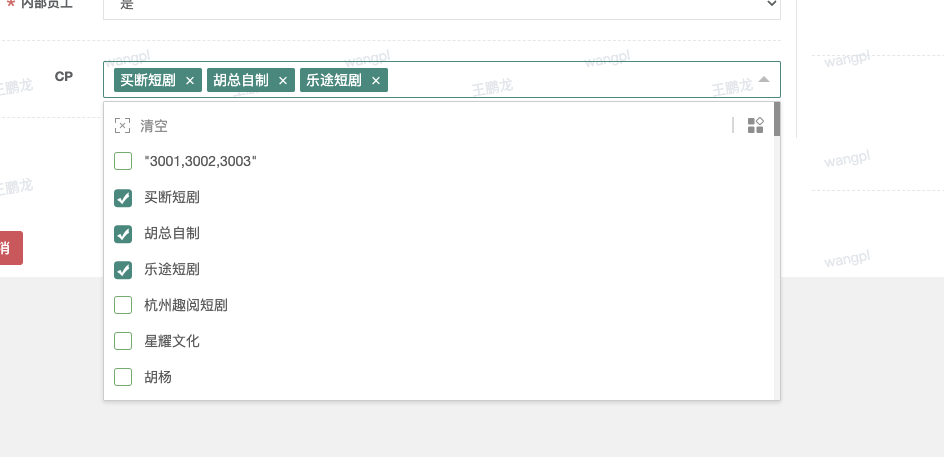 * 内部员工 是
wangpl wangpl wangpl wangpl
CP 买断短剧 × 胡总自制 × 乐途短剧 ×
王鹏龙 王鹏龙 王鹏龙
清空
"3001,3002,3003"
wangpl
买断短剧
王鹏龙
胡总自制
消
wangpl
乐途短剧
杭州趣阅短剧
星耀文化
胡杨